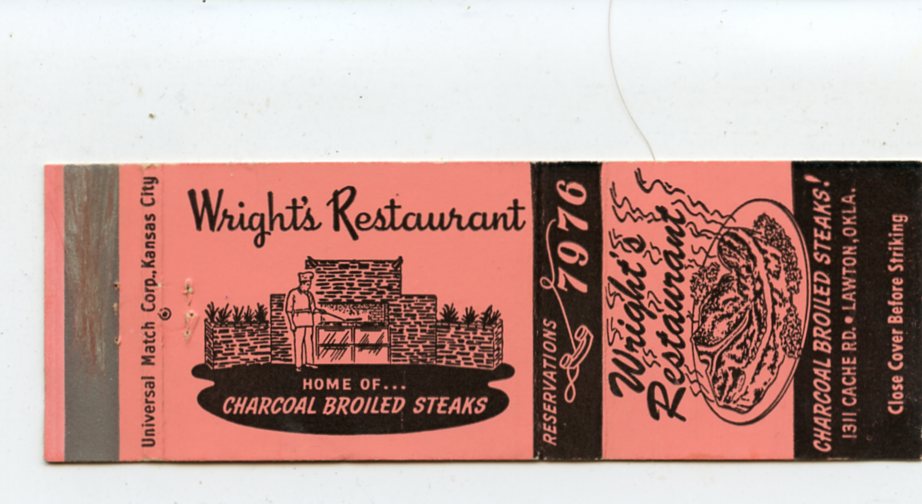 Universal Match Corp., Kansas City
Wright's Restaurant
HOME OF...
CHARCOAL BROILED STEAKS
RESERVATIONS
7976
Wright's
Restaurant
CHARCOAL BROILED STEAKS!
1311 CACHE RD. • LAWTON, OKLA.
Close Cover Before Striking